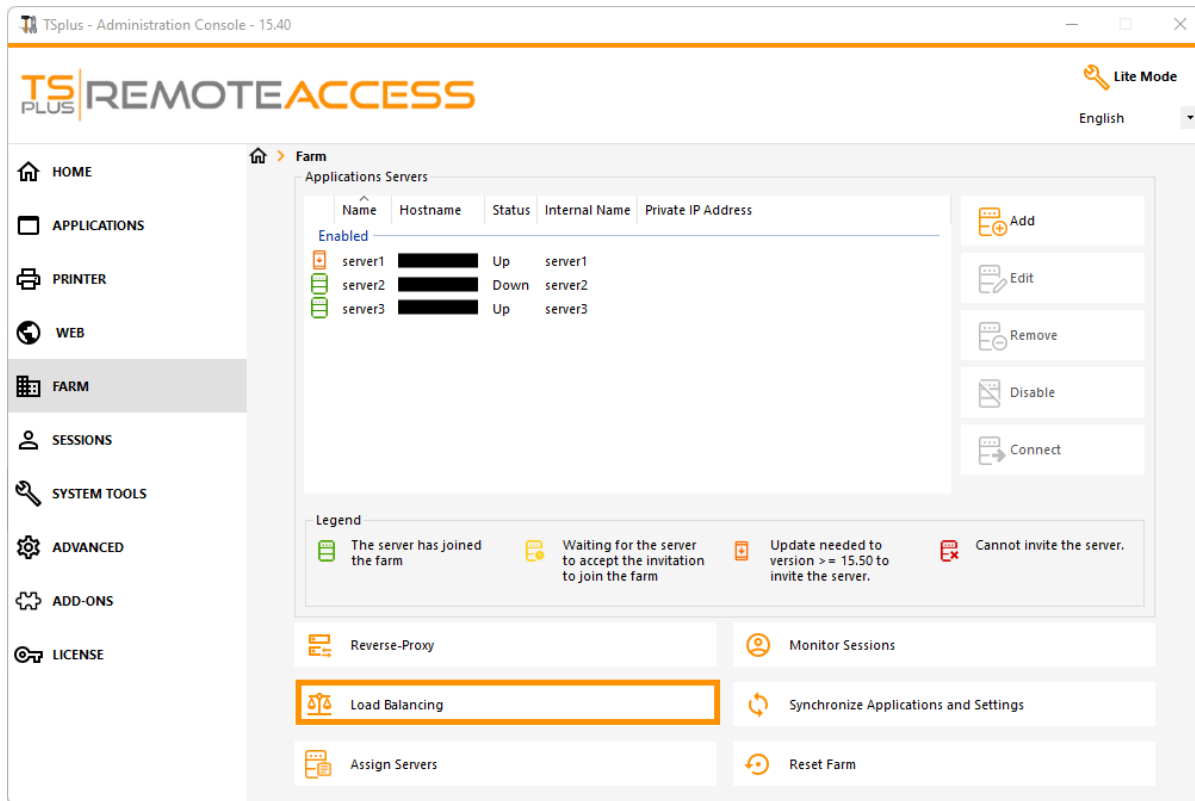 TSplus - Administration Console - 15.40
TS PLUS REMOTEACCESS
Lite Mode
English
HOME
APPLICATIONS
PRINTER
WEB
FARM
SESSIONS
SYSTEM TOOLS
ADVANCED
ADD-ONS
LICENSE
Farm
Applications Servers
Name Hostname Status Internal Name Private IP Address
Enabled
server1 Up server1
server2 Down server2
server3 Up server3
Add
Edit
Remove
Disable
Connect
Legend
The server has joined
the farm
Waiting for the server
to accept the invitation
to join the farm
Update needed to
version >= 15.50 to
invite the server.
Cannot invite the server.
Reverse-Proxy
Monitor Sessions
Load Balancing
Synchronize Applications and Settings
Assign Servers
Reset Farm